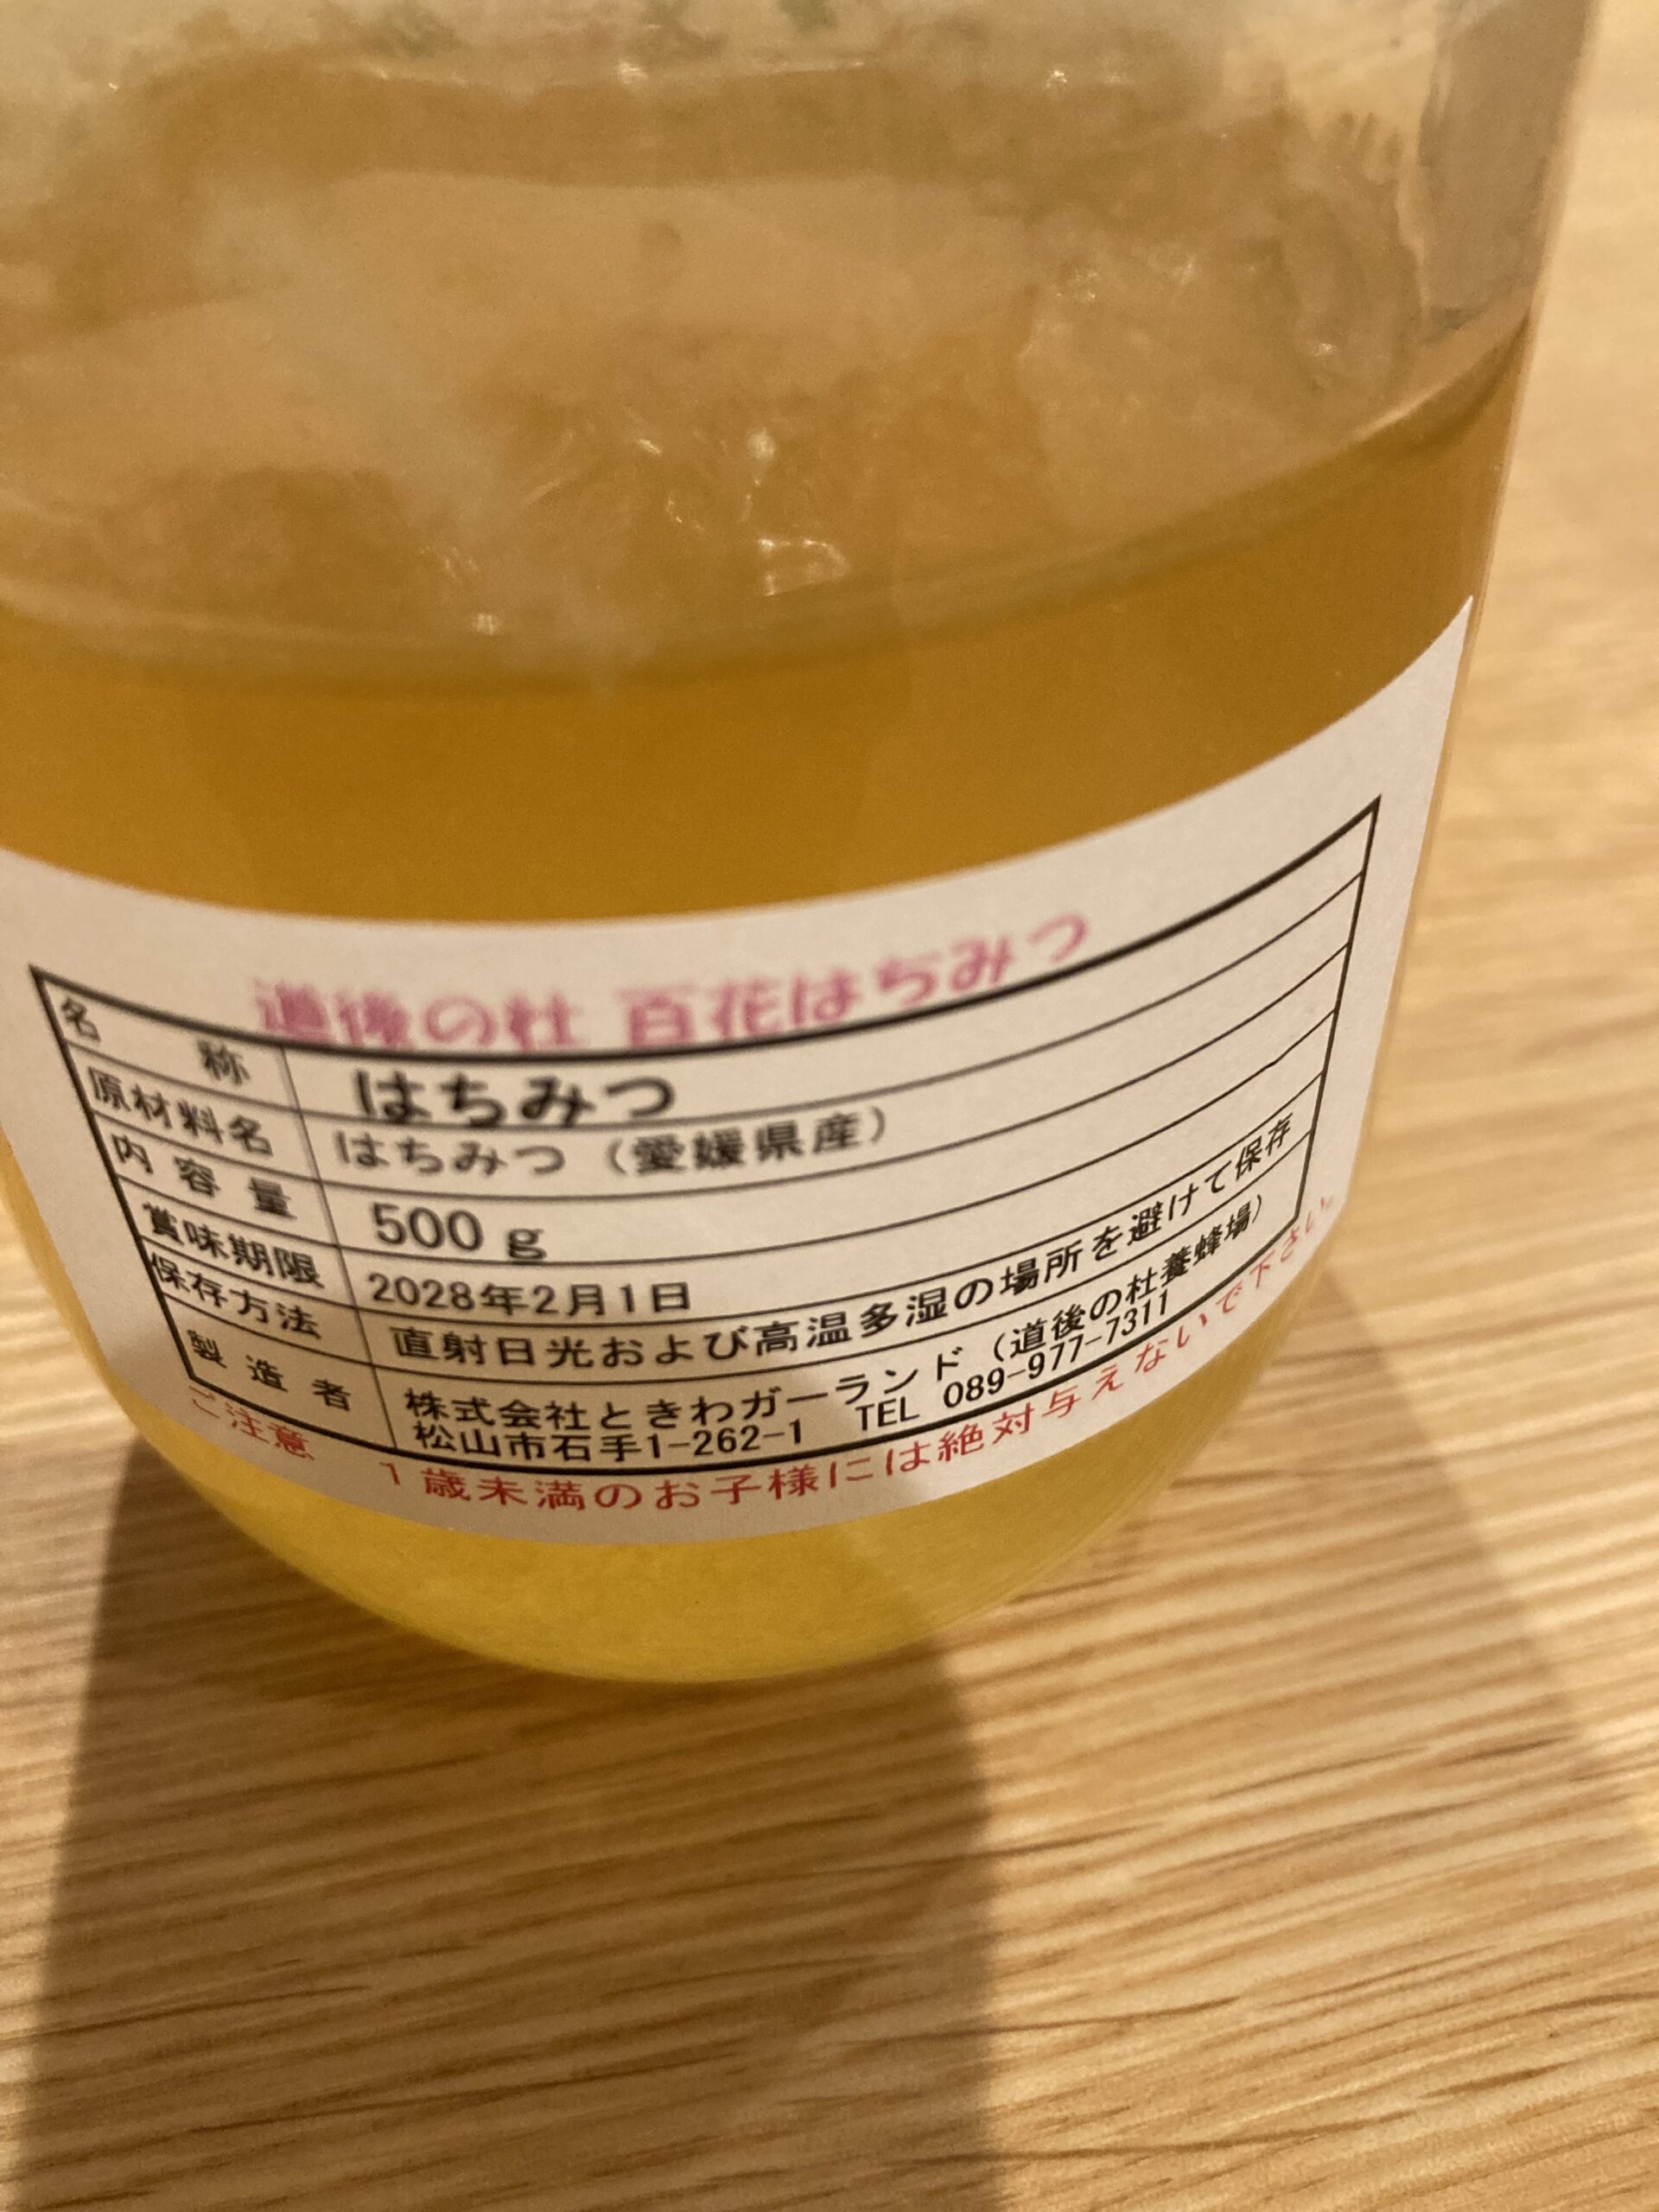 道後の杜 百花はちみつ
名称 はちみつ
原材料名 はちみつ（愛媛県産）
内容量 500ｇ
賞味期限 2028年2月1日
保存方法 直射日光および高温多湿の場所を避けて保存
製造者 株式会社ときわガーランド（道後の杜養蜂場）
松山市石手1-262-1 TEL 089-977-7311
ご注意 1歳未満のお子様には絶対与えないで下さい。